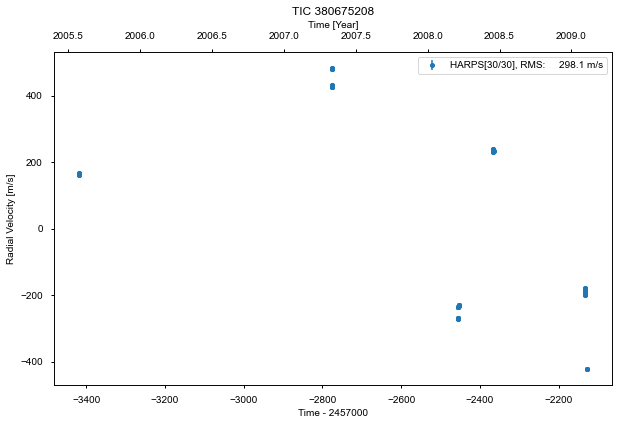 TIC 380675208
Time [Year]
2005.5 2006.0 2006.5 2007.0 2007.5 2008.0 2008.5 2009.0
HARPS[30/30], RMS: 298.1 m/s
Radial Velocity [m/s]
400
200
0
−200
−400
−3400 −3200 −3000 −2800 −2600 −2400 −2200
Time - 2457000